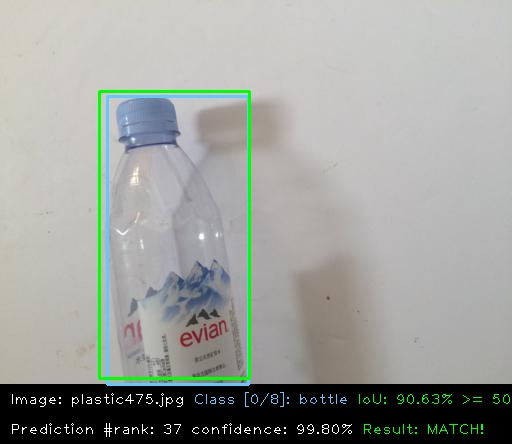 evian
Image: plastic475.jpg Class [0/8]: bottle IoU: 90.63% >= 50
Prediction #rank: 37 confidence: 99.80% Result: MATCH!